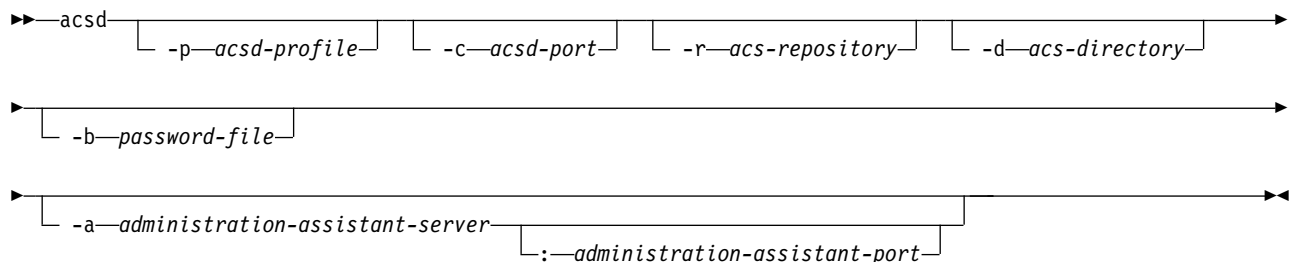 acsd
-p acsd-profile -c acsd-port -r acs-repository -d acs-directory
-b password-file
-a administration-assistant-server
: administration-assistant-port